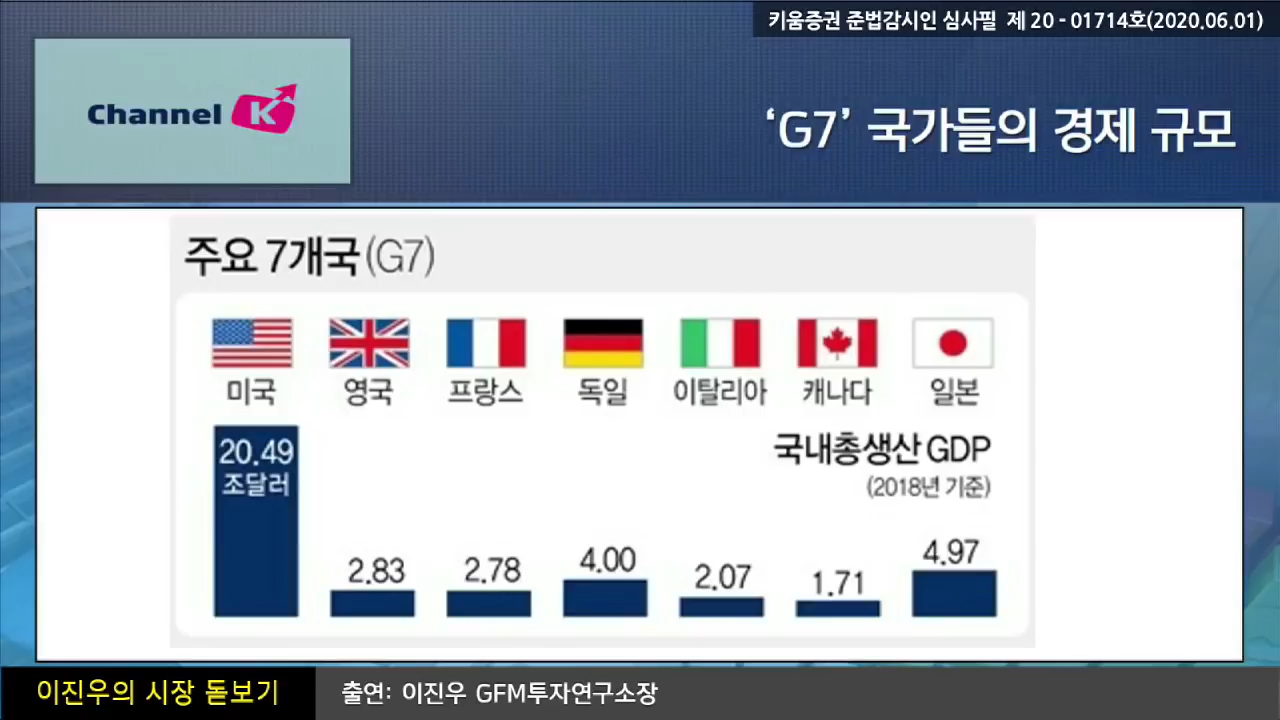 키움증권 준법감시인 심사필 제 20 - 01714호(2020.06.01)
Channel K
‘G7’ 국가들의 경제 규모
주요 7개국(G7)
미국 영국 프랑스 독일 이탈리아 캐나다 일본
국내총생산 GDP
(2018년 기준)
20.49
조달러
2.83 2.78 4.00 2.07 1.71 4.97
이진우의 시장 돋보기
출연: 이진우 GFM투자연구소장